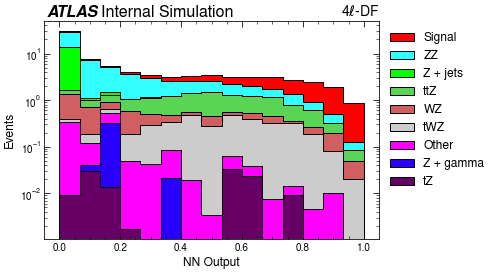 ATLAS Internal Simulation 4ℓ-DF
Events
10¹
10⁰
10⁻¹
10⁻²
0.0 0.2 0.4 0.6 0.8 1.0
NN Output
Signal
ZZ
Z + jets
ttZ
WZ
tWZ
Other
Z + gamma
tZ